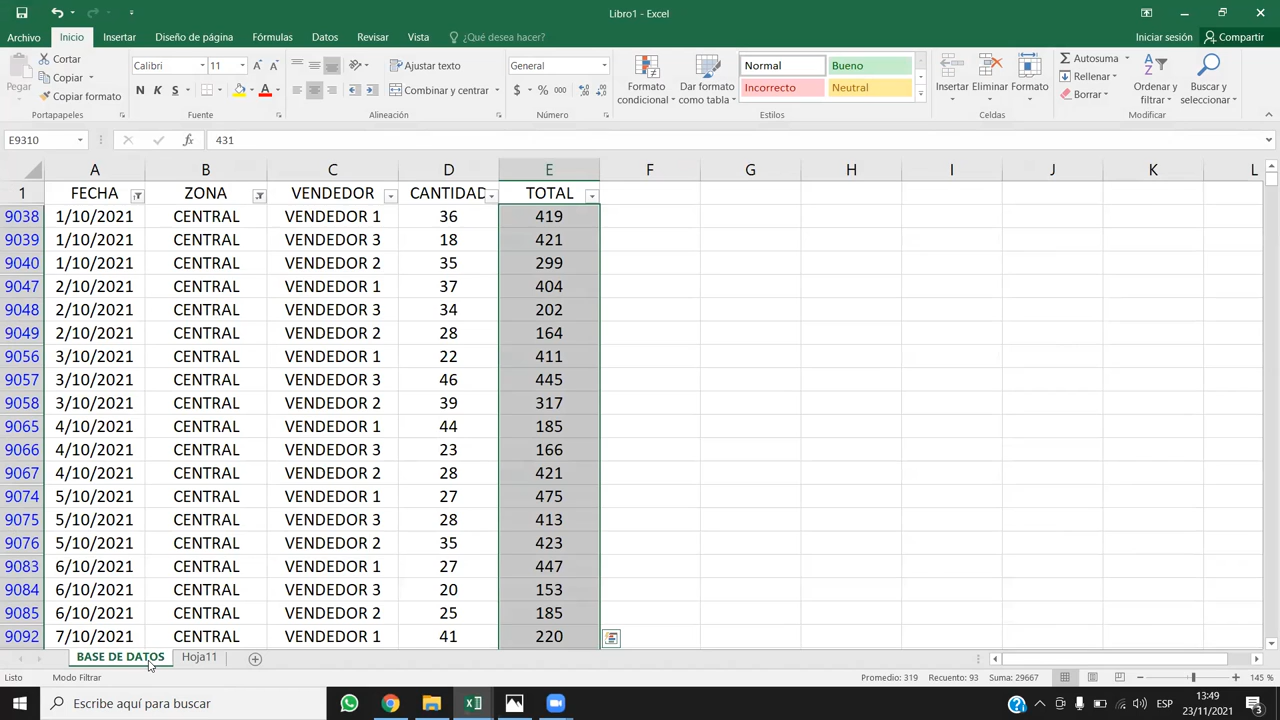 Libro1 - Excel
Archivo Inicio Insertar Diseño de página Fórmulas Datos Revisar Vista ¿Qué desea hacer? Iniciar sesión Compartir
Pegar Cortar Copiar Copiar formato
Calibri 11 N K S A
Ajustar texto Combinar y centrar
General $ % 000
Formato condicional Dar formato como tabla
Normal Bueno
Incorrecto Neutral
Insertar Eliminar Formato
Autosuma Rellenar Borrar
Ordenar y filtrar Buscar y seleccionar
Portapapeles Fuente Alineación Número Estilos Celdas Modificar
E9310 fx 431
A B C D E F G H I J K L
1 FECHA ZONA VENDEDOR CANTIDAD TOTAL
9038 1/10/2021 CENTRAL VENDEDOR 1 36 419
9039 1/10/2021 CENTRAL VENDEDOR 3 18 421
9040 1/10/2021 CENTRAL VENDEDOR 2 35 299
9047 2/10/2021 CENTRAL VENDEDOR 1 37 404
9048 2/10/2021 CENTRAL VENDEDOR 3 34 202
9049 2/10/2021 CENTRAL VENDEDOR 2 28 164
9056 3/10/2021 CENTRAL VENDEDOR 1 22 411
9057 3/10/2021 CENTRAL VENDEDOR 3 46 445
9058 3/10/2021 CENTRAL VENDEDOR 2 39 317
9065 4/10/2021 CENTRAL VENDEDOR 1 44 185
9066 4/10/2021 CENTRAL VENDEDOR 3 23 166
9067 4/10/2021 CENTRAL VENDEDOR 2 28 421
9074 5/10/2021 CENTRAL VENDEDOR 1 27 475
9075 5/10/2021 CENTRAL VENDEDOR 3 28 413
9076 5/10/2021 CENTRAL VENDEDOR 2 35 423
9083 6/10/2021 CENTRAL VENDEDOR 1 27 447
9084 6/10/2021 CENTRAL VENDEDOR 3 20 153
9085 6/10/2021 CENTRAL VENDEDOR 2 25 185
9092 7/10/2021 CENTRAL VENDEDOR 1 41 220
BASE DE DATOS Hoja11
Listo Modo Filtrar Promedio: 319 Recuento: 93 Suma: 29667 145 %
Escribe aquí para buscar
ESP 13:49
23/11/2021 3